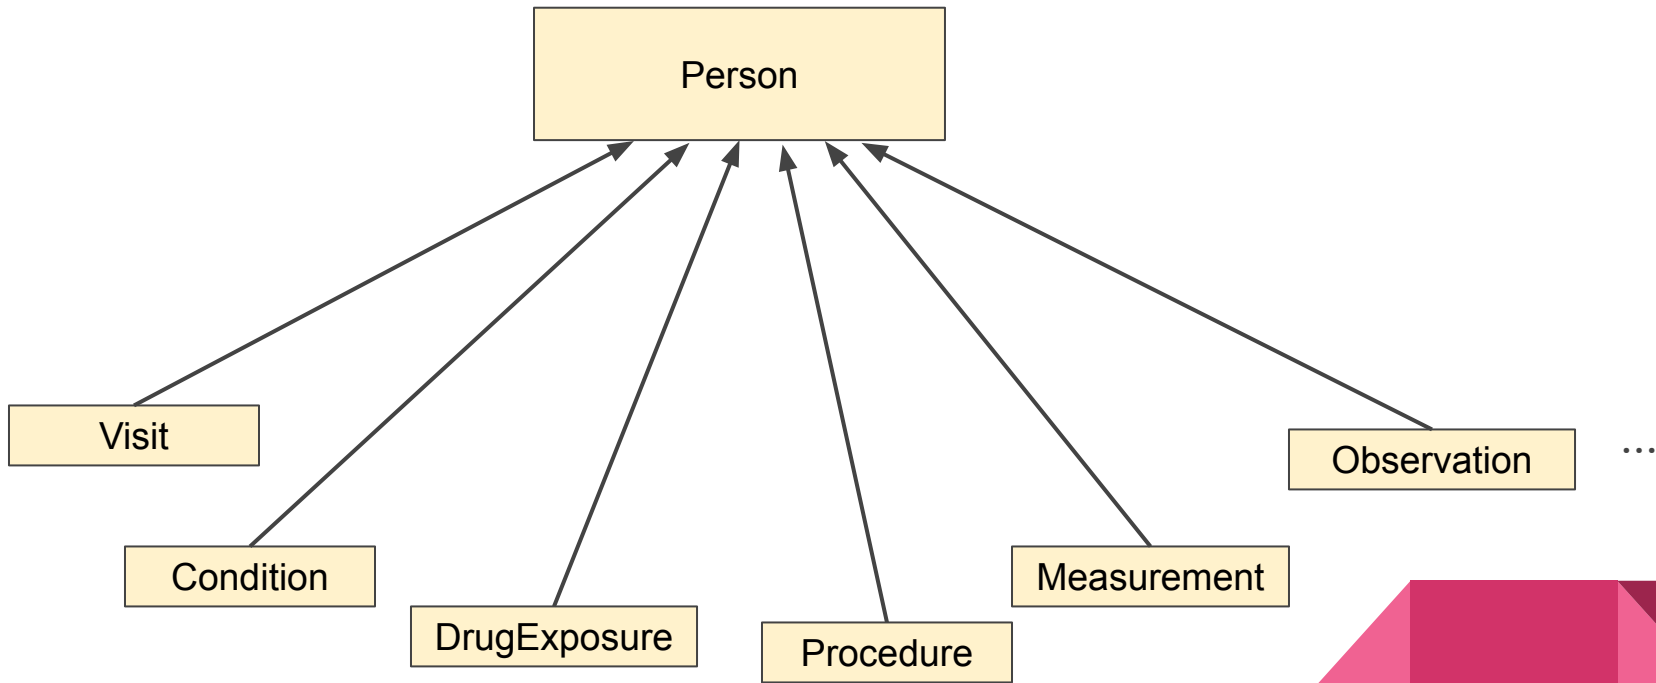 Person
Visit
Observation
...
Condition
Measurement
DrugExposure
Procedure